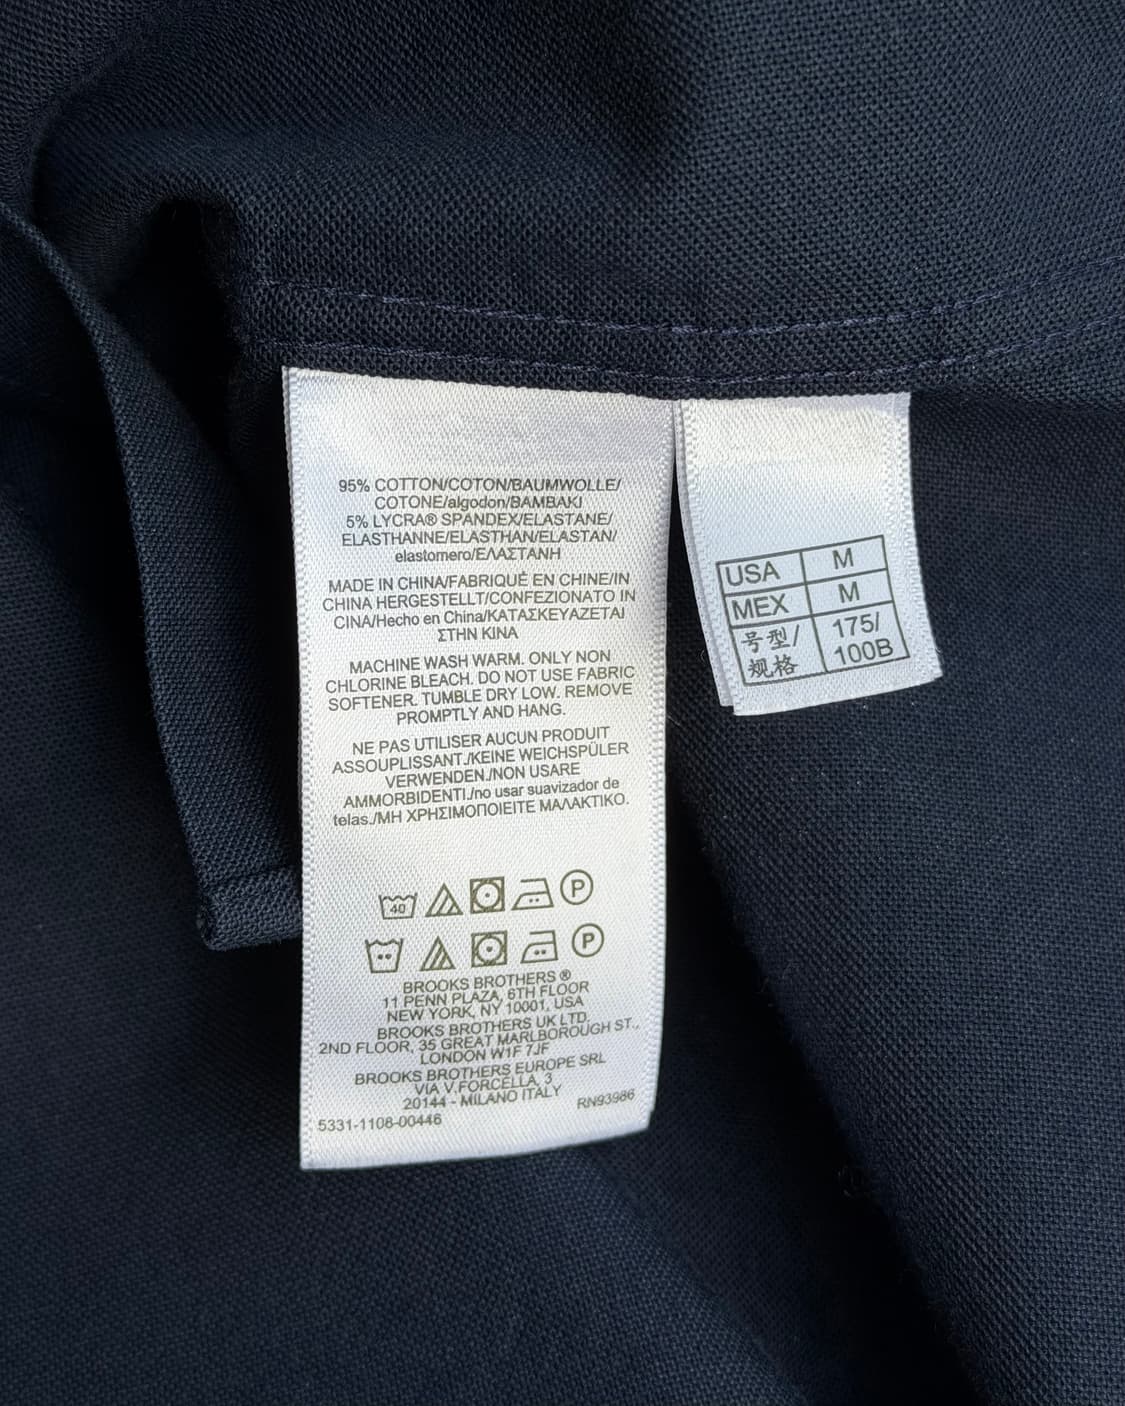 95% COTTON/COTON/BAUMWOLLE/
COTONE/algodon/BAMBAKI
5% LYCRA® SPANDEX/ELASTANE/
ELASTHANNE/ELASTHAN/ELASTAN/
elastomero/ΕΛΑΣΤΑΝΗ
MADE IN CHINA/FABRIQUÉ EN CHINE/IN
CHINA HERGESTELLT/CONFEZIONATO IN
CINA/Hecho en China/ΚΑΤΑΣΚΕΥΑΖΕΤΑΙ
ΣΤΗΝ ΚΙΝΑ
MACHINE WASH WARM. ONLY NON
CHLORINE BLEACH. DO NOT USE FABRIC
SOFTENER. TUMBLE DRY LOW. REMOVE
PROMPTLY AND HANG.
NE PAS UTILISER AUCUN PRODUIT
ASSOUPLISSANT./KEINE WEICHSPÜLER
VERWENDEN./NON USARE
AMMORBIDENTI./no usar suavizador de
telas./ΜΗ ΧΡΗΣΙΜΟΠΟΙΕΙΤΕ ΜΑΛΑΚΤΙΚΟ.
40 P
P
BROOKS BROTHERS ®
11 PENN PLAZA, 6TH FLOOR
NEW YORK, NY 10001, USA
BROOKS BROTHERS UK LTD.
2ND FLOOR, 35 GREAT MARLBOROUGH ST.,
LONDON W1F 7JF
BROOKS BROTHERS EUROPE SRL
VIA V.FORCELLA, 3
20144 - MILANO ITALY
RN93986
5331-1108-00446
USA M
MEX M
号型/ 175/
规格 100B